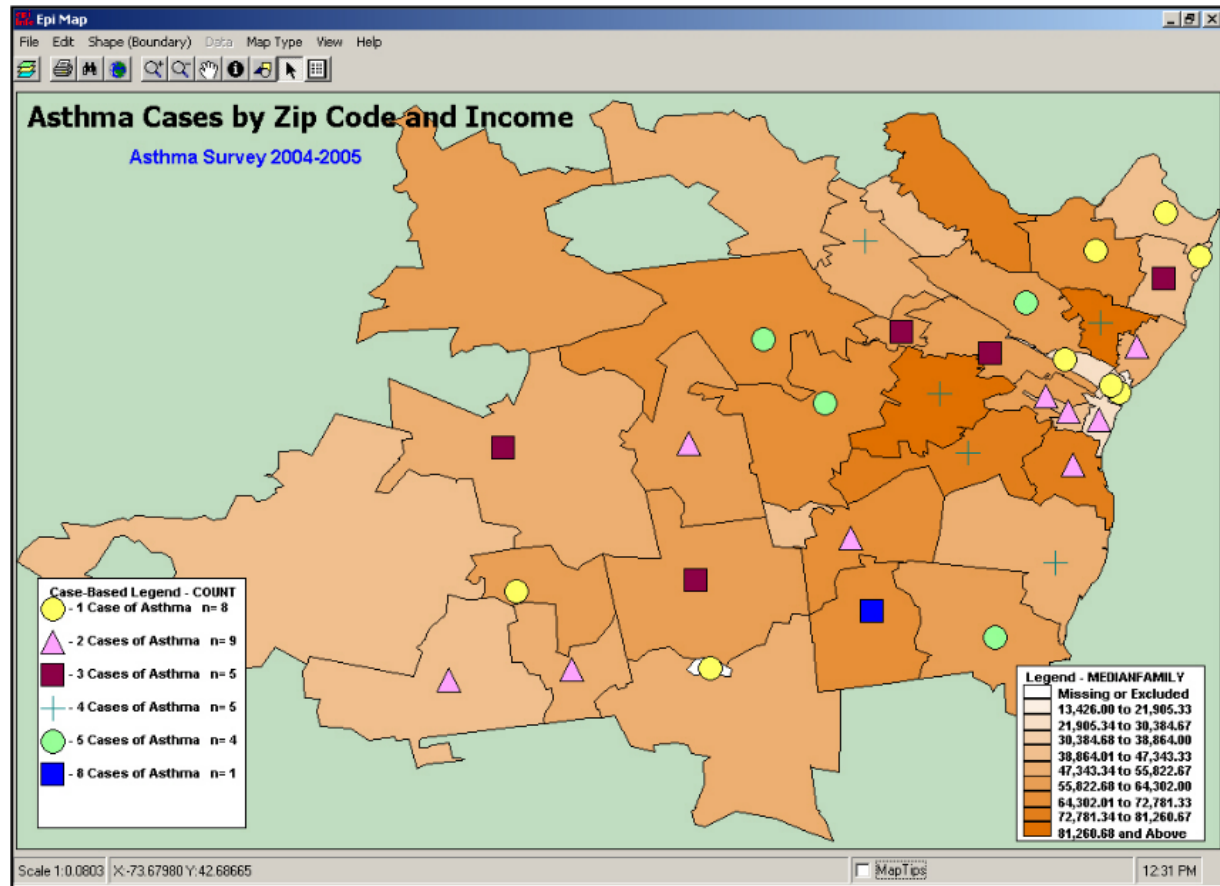 Epi Map
File Edit Shape (Boundary) Data Map Type View Help
Asthma Cases by Zip Code and Income
Asthma Survey 2004-2005
Case-Based Legend - COUNT
- 1 Case of Asthma n= 8
- 2 Cases of Asthma n= 9
- 3 Cases of Asthma n= 5
- 4 Cases of Asthma n= 5
- 5 Cases of Asthma n= 4
- 8 Cases of Asthma n= 1
Legend - MEDIANFAMILY
Missing or Excluded
13,426.00 to 21,905.33
21,905.34 to 30,384.67
30,384.68 to 38,864.00
38,864.01 to 47,343.33
47,343.34 to 55,822.67
55,822.68 to 64,302.00
64,302.01 to 72,781.33
72,781.34 to 81,260.67
81,260.68 and Above
Scale 1:0.0803 X:-73.67980 Y:42.68665 MapTips 12:31 PM